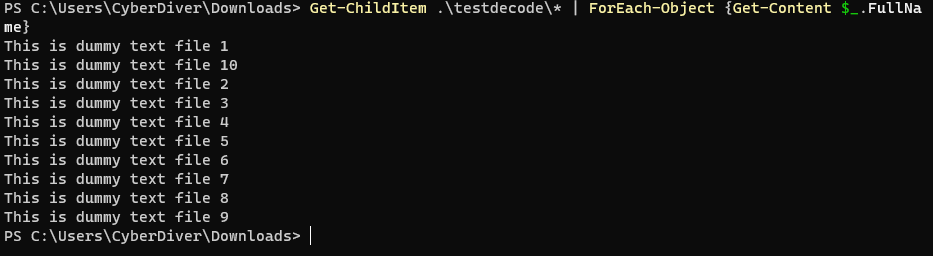 PS C:\Users\CyberDiver\Downloads> Get-ChildItem .\testdecode\* | ForEach-Object {Get-Content $_.FullNa
me}
This is dummy text file 1
This is dummy text file 10
This is dummy text file 2
This is dummy text file 3
This is dummy text file 4
This is dummy text file 5
This is dummy text file 6
This is dummy text file 7
This is dummy text file 8
This is dummy text file 9
PS C:\Users\CyberDiver\Downloads>